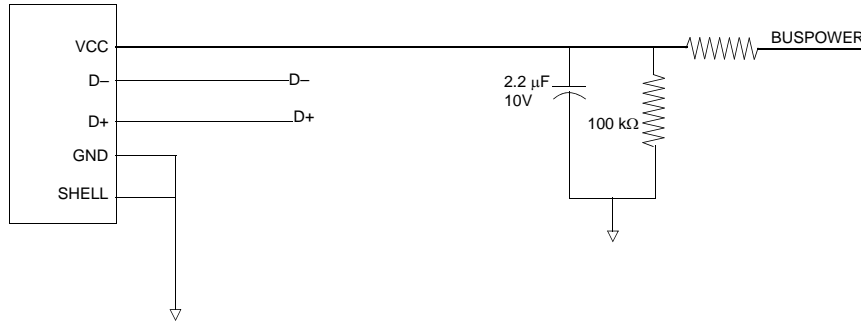 VCC
BUSPOWER
D–
D–
2.2 μF
10V
D+
D+
100 kΩ
GND
SHELL